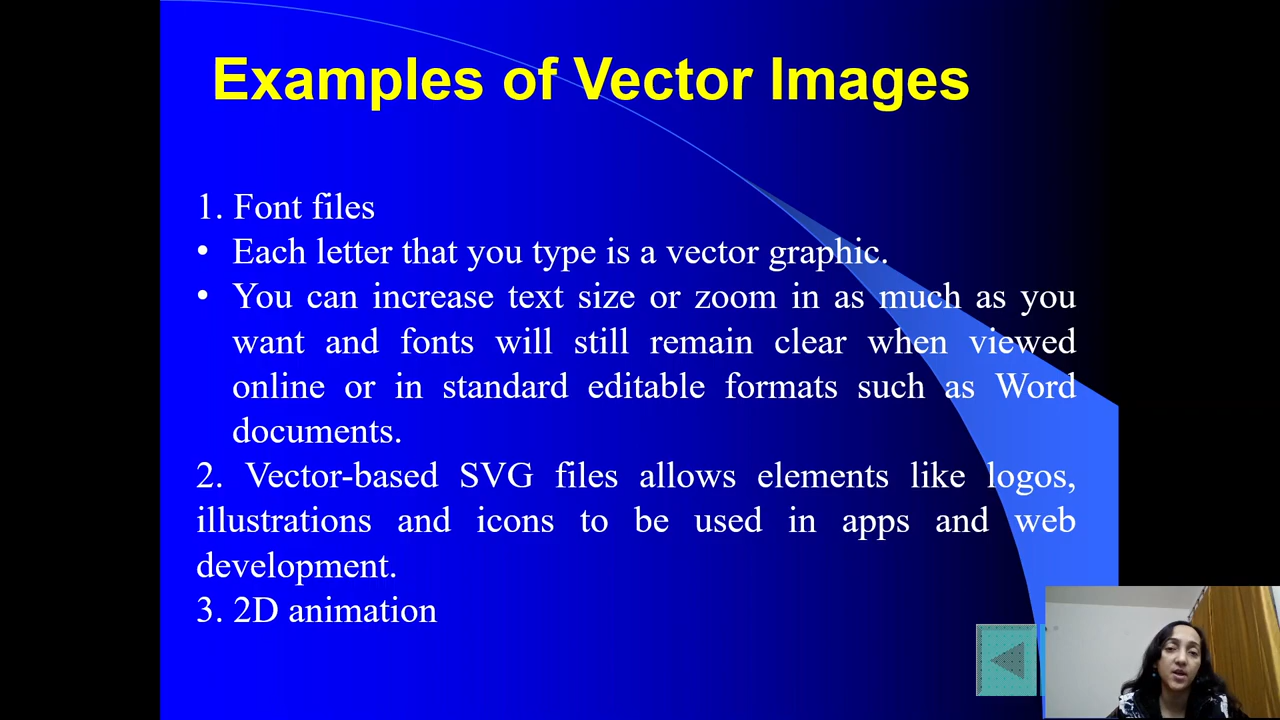 Examples of Vector Images
1. Font files
• Each letter that you type is a vector graphic.
• You can increase text size or zoom in as much as you
want and fonts will still remain clear when viewed
online or in standard editable formats such as Word
documents.
2. Vector-based SVG files allows elements like logos,
illustrations and icons to be used in apps and web
development.
3. 2D animation